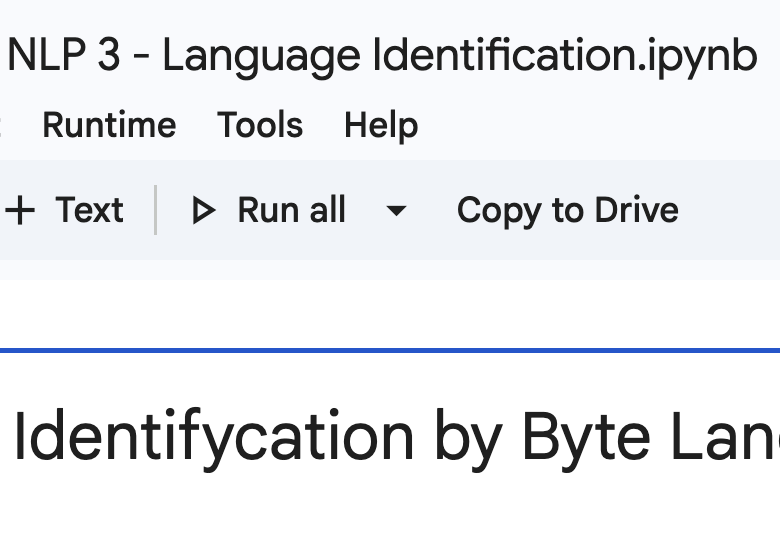 NLP 3 - Language Identification.ipynb
Runtime Tools Help
+ Text Run all Copy to Drive
Identifycation by Byte